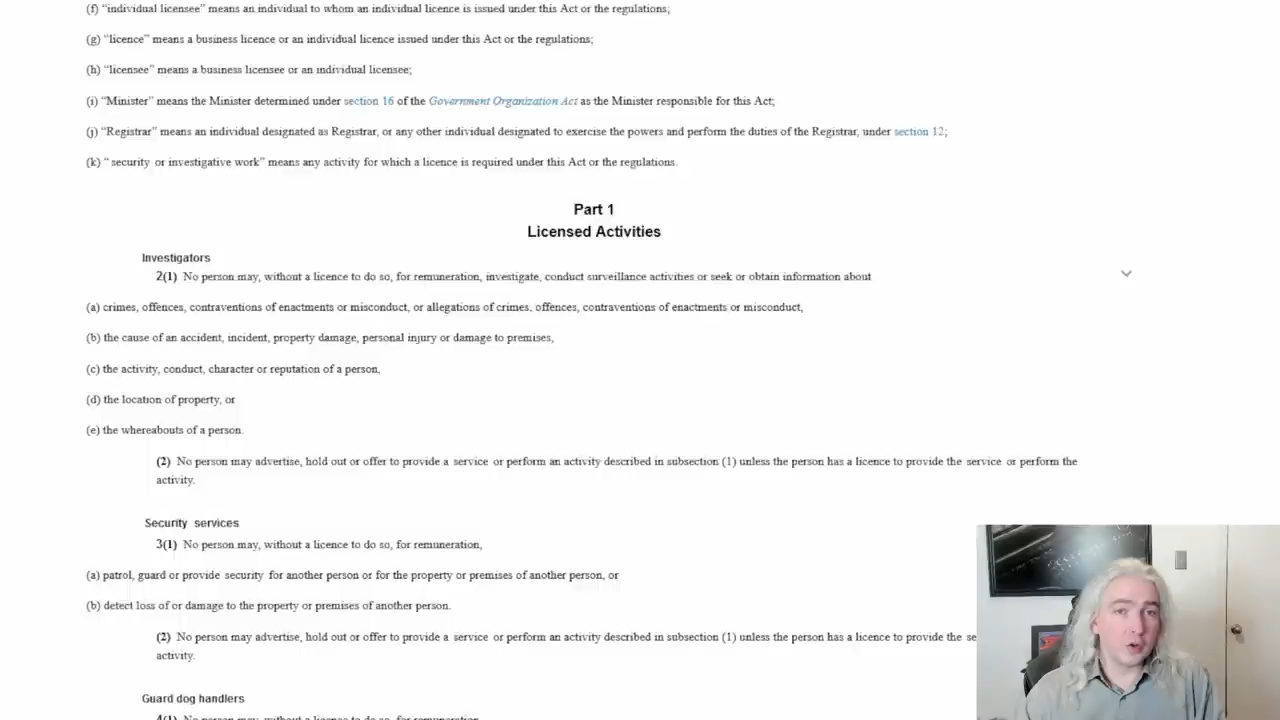 (f) “individual licensee” means an individual to whom an individual licence is issued under this Act or the regulations;
(g) “licence” means a business licence or an individual licence issued under this Act or the regulations;
(h) “licensee” means a business licensee or an individual licensee;
(i) “Minister” means the Minister determined under section 16 of the Government Organization Act as the Minister responsible for this Act;
(j) “Registrar” means an individual designated as Registrar, or any other individual designated to exercise the powers and perform the duties of the Registrar, under section 12;
(k) “security or investigative work” means any activity for which a licence is required under this Act or the regulations.
Part 1
Licensed Activities
Investigators
2(1) No person may, without a licence to do so, for remuneration, investigate, conduct surveillance activities or seek or obtain information about
(a) crimes, offences, contraventions of enactments or misconduct, or allegations of crimes, offences, contraventions of enactments or misconduct,
(b) the cause of an accident, incident, property damage, personal injury or damage to premises,
(c) the activity, conduct, character or reputation of a person,
(d) the location of property, or
(e) the whereabouts of a person.
(2) No person may advertise, hold out or offer to provide a service or perform an activity described in subsection (1) unless the person has a licence to provide the service or perform the
activity.
Security services
3(1) No person may, without a licence to do so, for remuneration,
(a) patrol, guard or provide security for another person or for the property or premises of another person, or
(b) detect loss of or damage to the property or premises of another person.
(2) No person may advertise, hold out or offer to provide a service or perform an activity described in subsection (1) unless the person has a licence to provide the se
activity.
Guard dog handlers
4(1) No person may, without a licence to do so, for remuneration,